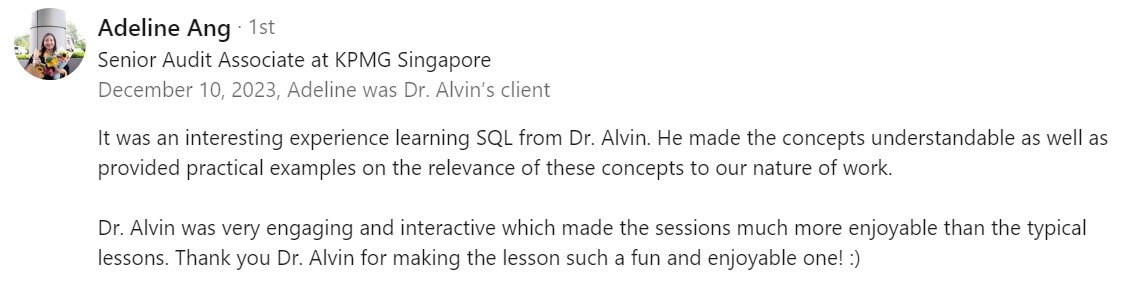 Adeline Ang · 1st
Senior Audit Associate at KPMG Singapore
December 10, 2023, Adeline was Dr. Alvin’s client
It was an interesting experience learning SQL from Dr. Alvin. He made the concepts understandable as well as
provided practical examples on the relevance of these concepts to our nature of work.
Dr. Alvin was very engaging and interactive which made the sessions much more enjoyable than the typical
lessons. Thank you Dr. Alvin for making the lesson such a fun and enjoyable one! :)